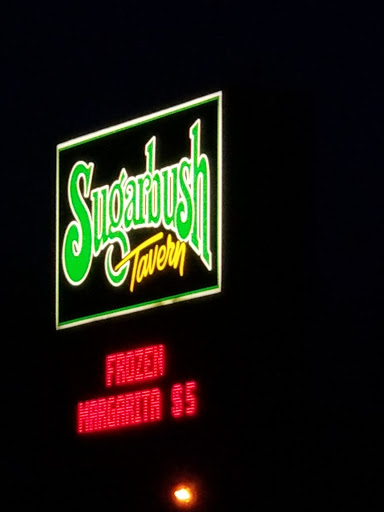 Sugarbush
Tavern
FROZEN
MARGARITA $5